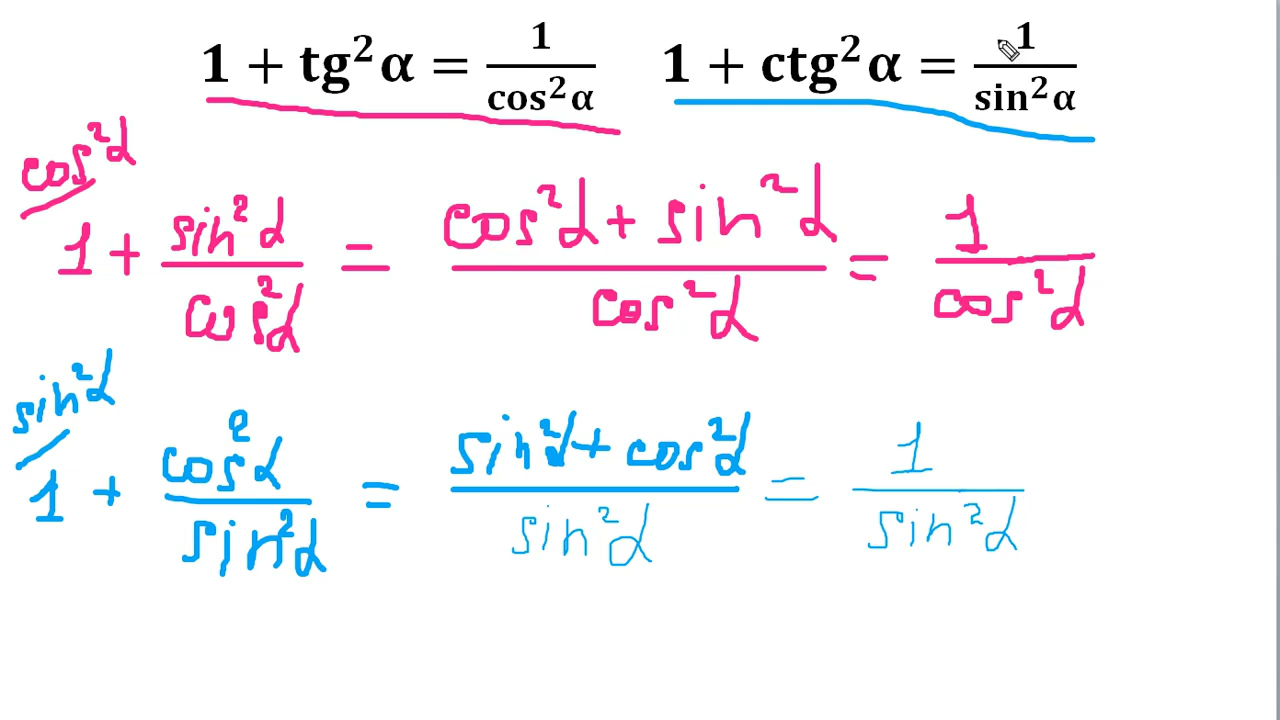 1 + tg²α = 1/cos²α    1 + ctg²α = 1/sin²α
cos²α
1 + sin²α/cos²α = (cos²α + sin²α)/cos²α = 1/cos²α
sin²α
1 + cos²α/sin²α = (sin²α + cos²α)/sin²α = 1/sin²α